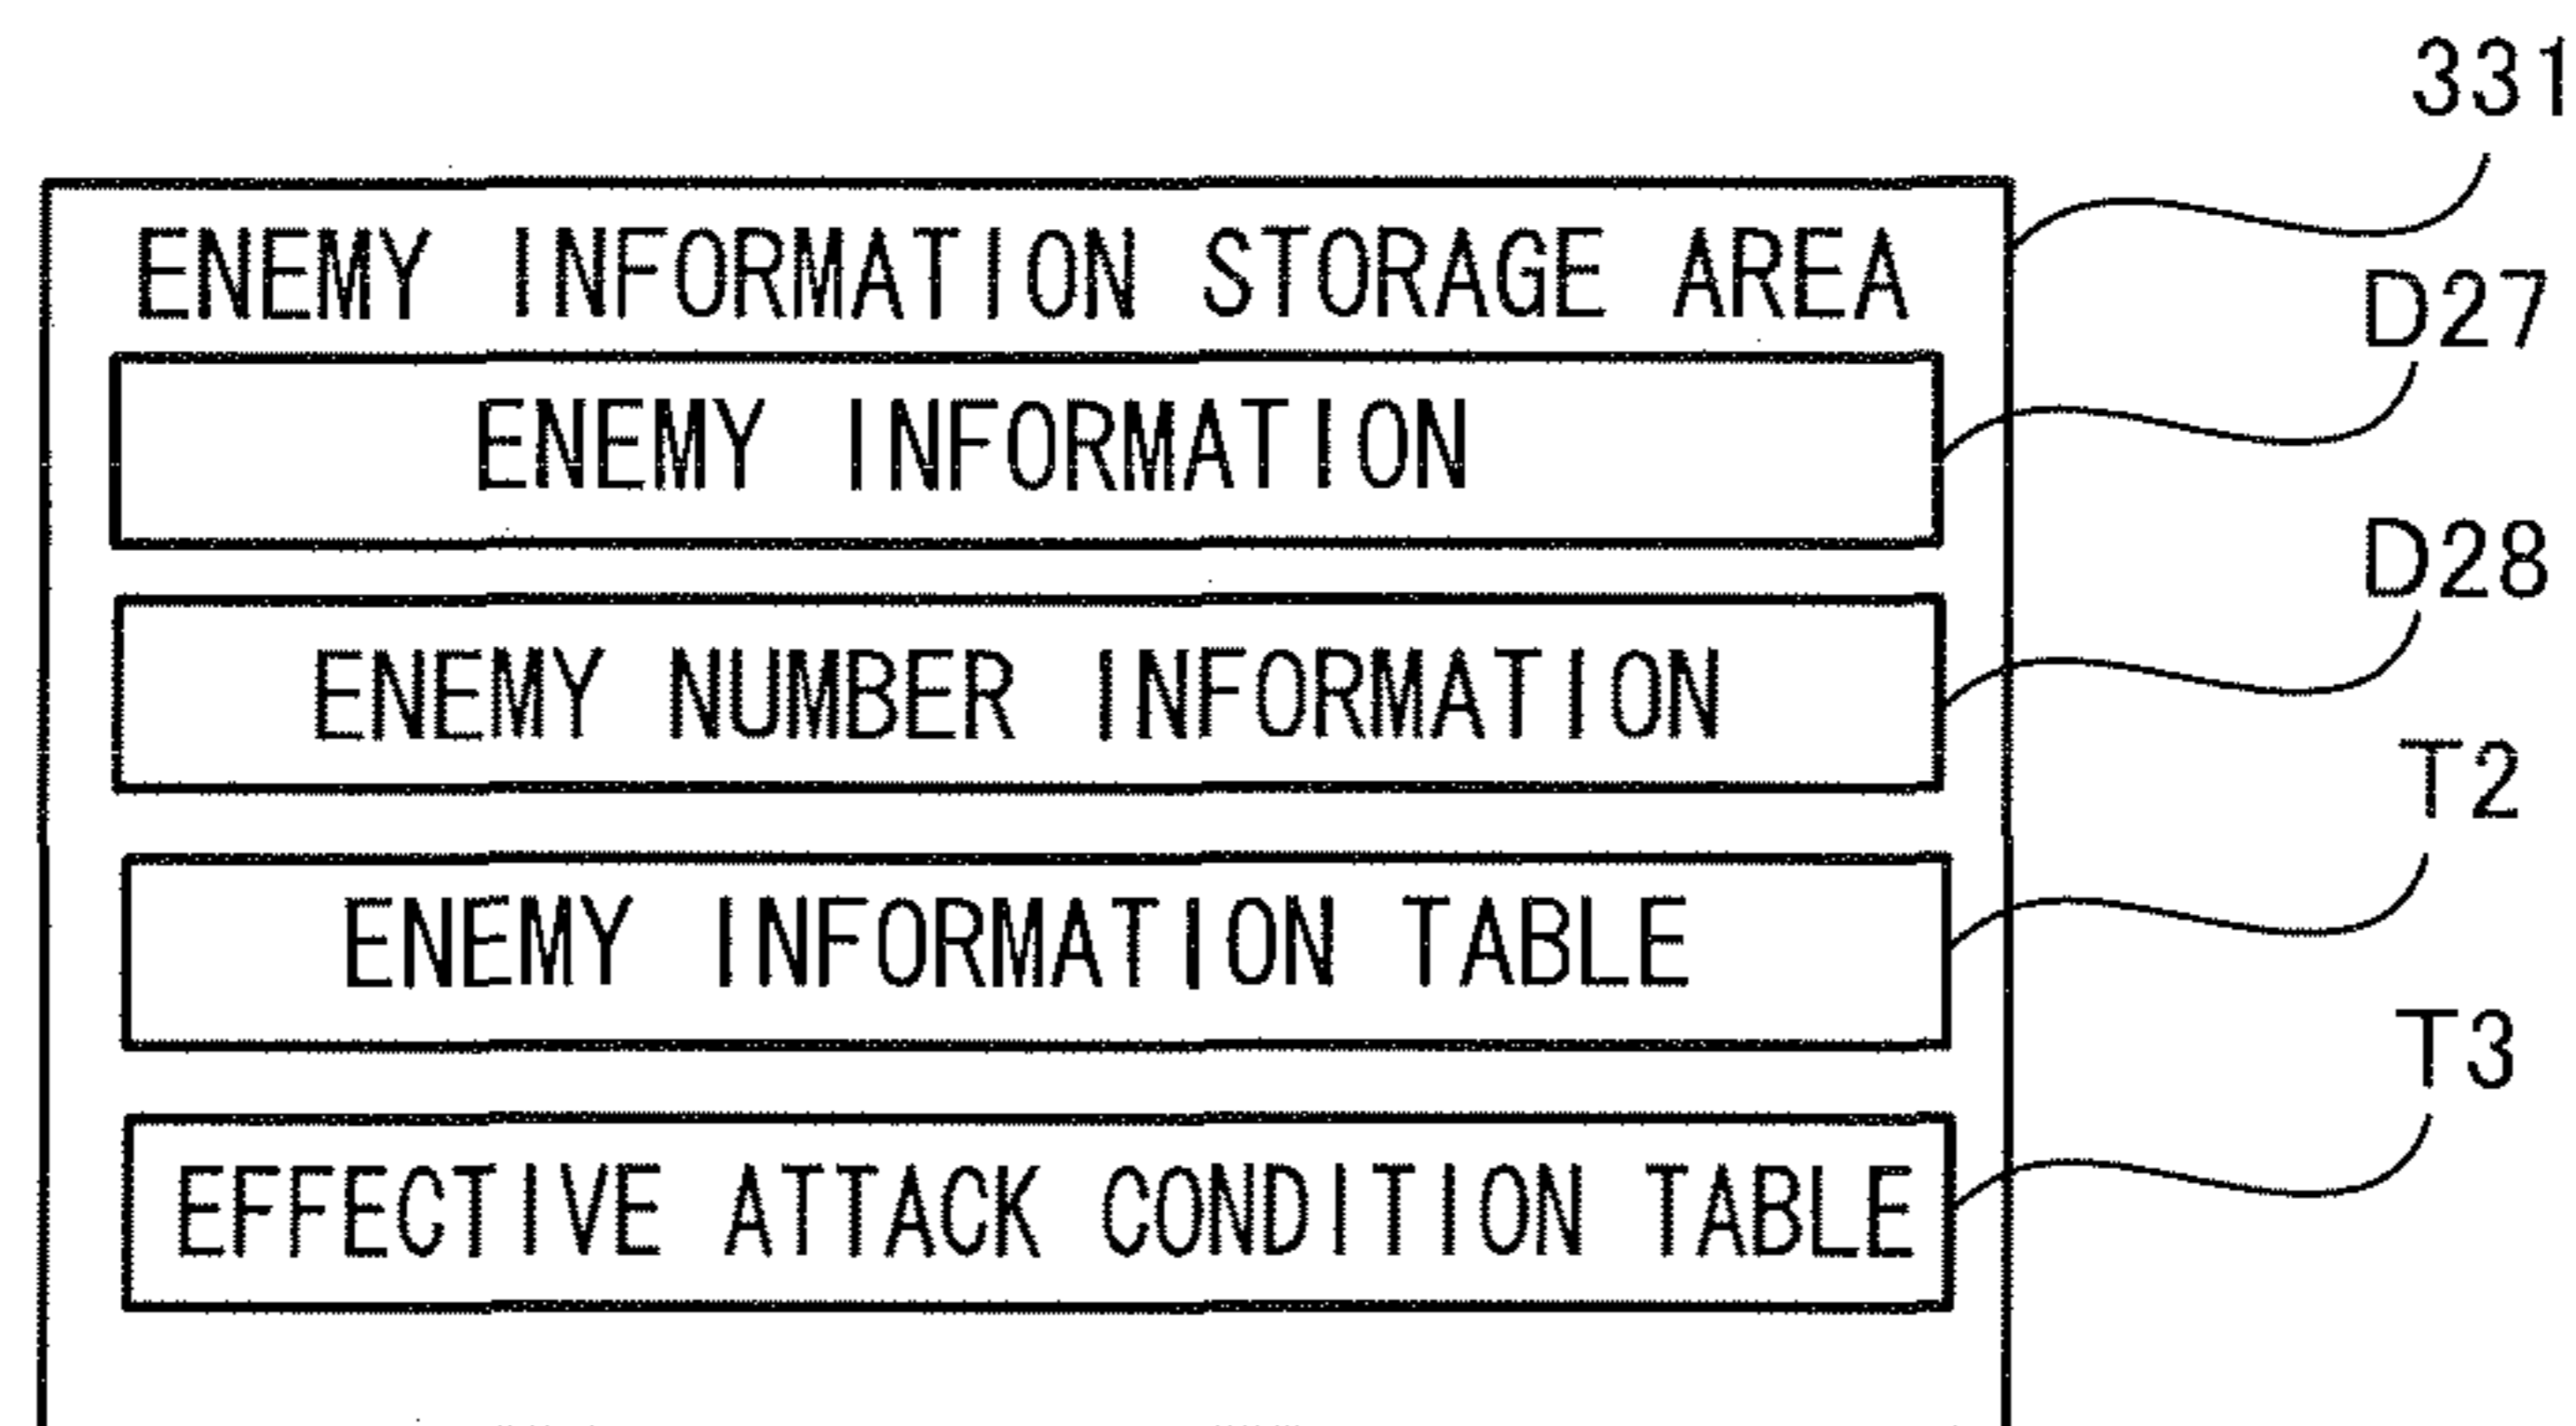 331
ENEMY INFORMATION STORAGE AREA
D27
ENEMY INFORMATION
D28
ENEMY NUMBER INFORMATION
T2
ENEMY INFORMATION TABLE
T3
EFFECTIVE ATTACK CONDITION TABLE